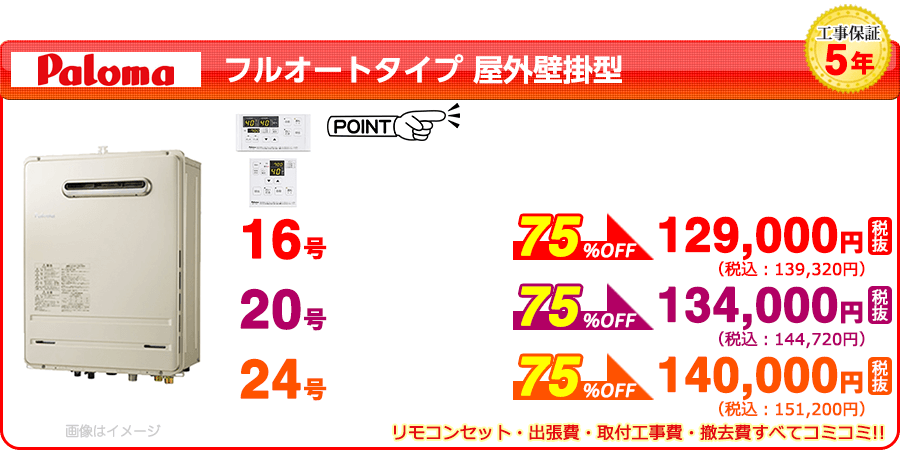 工事保証
5年
Paloma
フルオートタイプ 屋外壁掛型
POINT
16号
75%OFF
129,000円 税抜
（税込：139,320円）
20号
75%OFF
134,000円 税抜
（税込：144,720円）
24号
75%OFF
140,000円 税抜
（税込：151,200円）
画像はイメージ
リモコンセット・出張費・取付工事費・撤去費すべてコミコミ!!